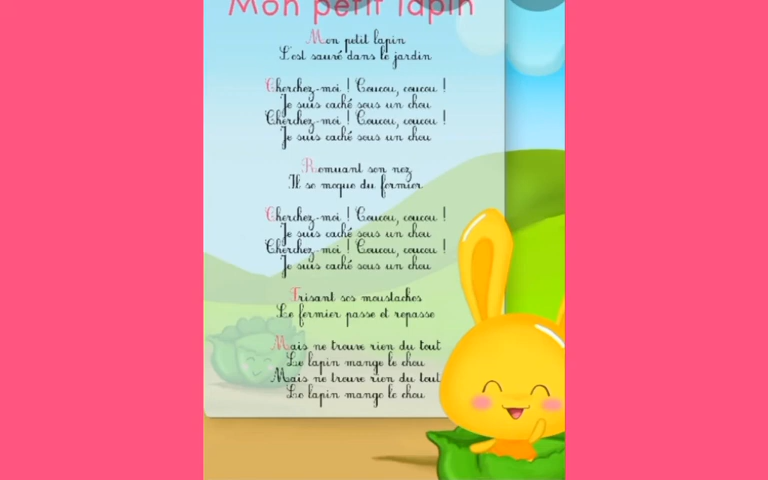 Mon petit lapin
Mon petit lapin
S'est sauvé dans le jardin
Cherchez-moi ! Coucou, coucou !
Je suis caché sous un chou
Cherchez-moi ! Coucou, coucou !
Je suis caché sous un chou
Remuant son nez
Il se moque du fermier
Cherchez-moi ! Coucou, coucou !
Je suis caché sous un chou
Cherchez-moi ! Coucou, coucou !
Je suis caché sous un chou
Frisant ses moustaches
Le fermier passe et repasse
Mais ne trouve rien du tout
Le lapin mange le chou
Mais ne trouve rien du tout
Le lapin mange le chou